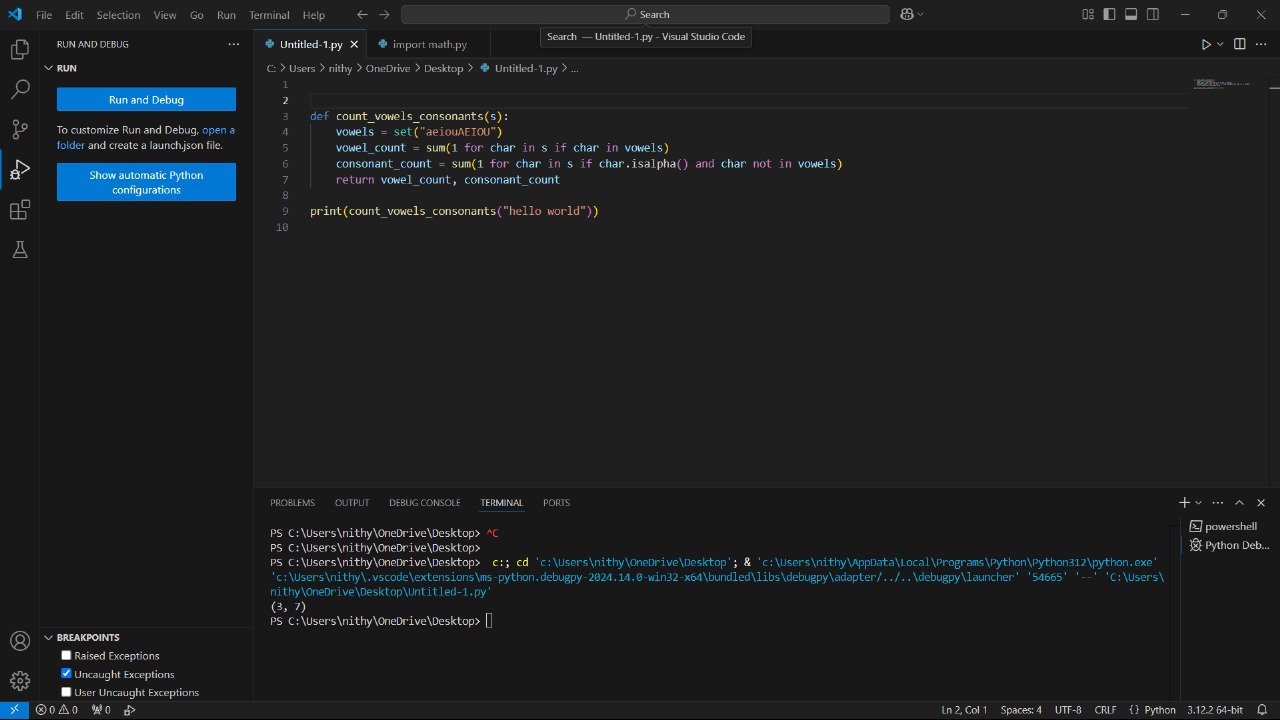 File Edit Selection View Go Run Terminal Help Search
Search — Untitled-1.py - Visual Studio Code
RUN AND DEBUG ...
RUN
Run and Debug
To customize Run and Debug, open a
folder and create a launch.json file.
Show automatic Python
configurations
Untitled-1.py import math.py
C: > Users > nithy > OneDrive > Desktop > Untitled-1.py > ...
1
2
3 def count_vowels_consonants(s):
4 vowels = set("aeiouAEIOU")
5 vowel_count = sum(1 for char in s if char in vowels)
6 consonant_count = sum(1 for char in s if char.isalpha() and char not in vowels)
7 return vowel_count, consonant_count
8
9 print(count_vowels_consonants("hello world"))
10
PROBLEMS OUTPUT DEBUG CONSOLE TERMINAL PORTS
PS C:\Users\nithy\OneDrive\Desktop> ^C
PS C:\Users\nithy\OneDrive\Desktop>
PS C:\Users\nithy\OneDrive\Desktop> c:; cd 'c:\Users\nithy\OneDrive\Desktop'; & 'c:\Users\nithy\AppData\Local\Programs\Python\Python312\python.exe'
'c:\Users\nithy\.vscode\extensions\ms-python.debugpy-2024.14.0-win32-x64\bundled\libs\debugpy\adapter/../..\debugpy\launcher' '54665' '--' 'C:\Users\
nithy\OneDrive\Desktop\Untitled-1.py'
(3, 7)
PS C:\Users\nithy\OneDrive\Desktop>
powershell
Python Deb...
BREAKPOINTS
Raised Exceptions
Uncaught Exceptions
User Uncaught Exceptions
0 0 0 Ln 2, Col 1 Spaces: 4 UTF-8 CRLF {} Python 3.12.2 64-bit